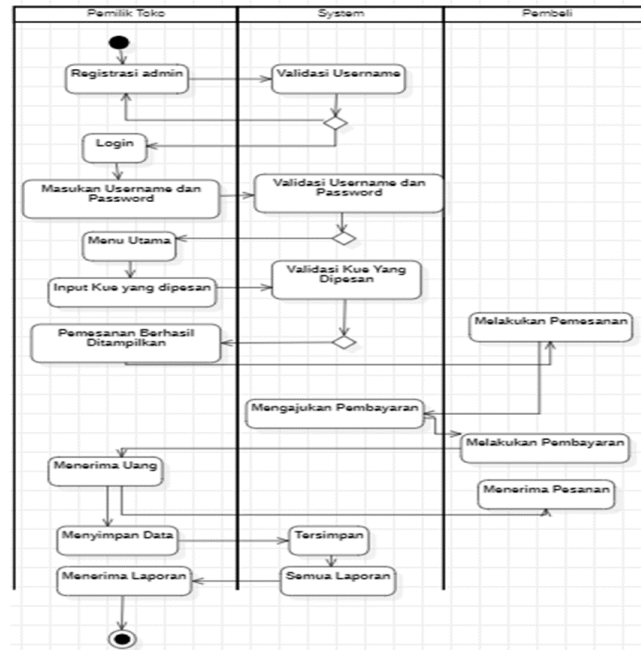 Pemilik Toko
System
Pembeli
Registrasi admin
Validasi Username
Login
Masukan Username dan
Password
Validasi Username dan
Password
Menu Utama
Input Kue yang dipesan
Validasi Kue Yang
Dipesan
Pemesanan Berhasil
Ditampilkan
Melakukan Pemesanan
Mengajukan Pembayaran
Melakukan Pembayaran
Menerima Uang
Menerima Pesanan
Menyimpan Data
Tersimpan
Menerima Laporan
Semua Laporan